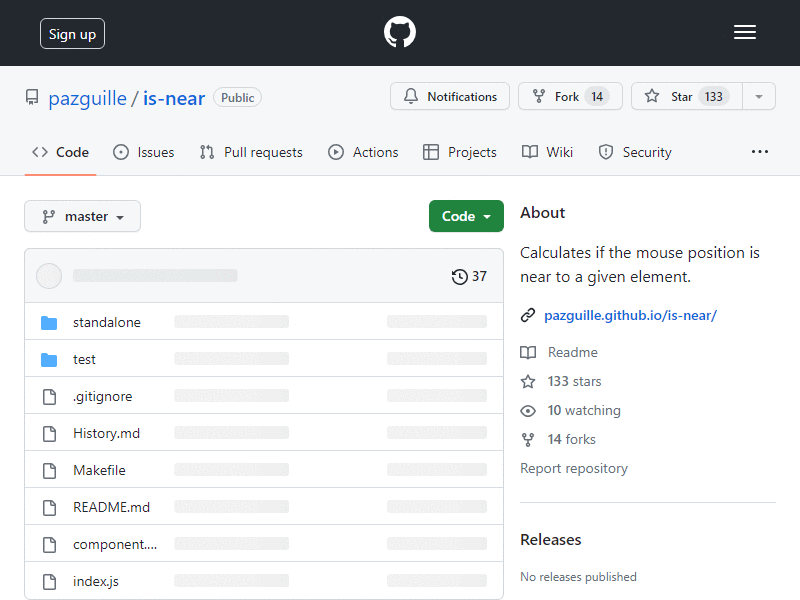 Sign up
pazguille / is-near Public
Notifications Fork 14 Star 133
Code Issues Pull requests Actions Projects Wiki Security
master Code
37
standalone
test
.gitignore
History.md
Makefile
README.md
component....
index.js
About
Calculates if the mouse position is
near to a given element.
pazguille.github.io/is-near/
Readme
133 stars
10 watching
14 forks
Report repository
Releases
No releases published